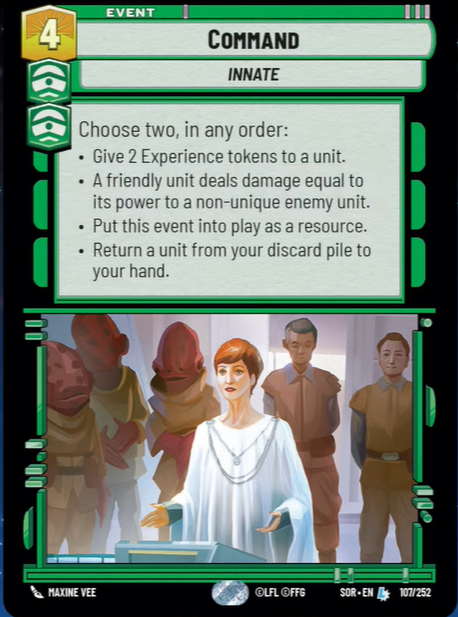 EVENT
4
COMMAND
INNATE
Choose two, in any order:
• Give 2 Experience tokens to a unit.
• A friendly unit deals damage equal to
its power to a non-unique enemy unit.
• Put this event into play as a resource.
• Return a unit from your discard pile to
your hand.
MAXINE VEE ©LFL ©FFG SOR • EN 107/252